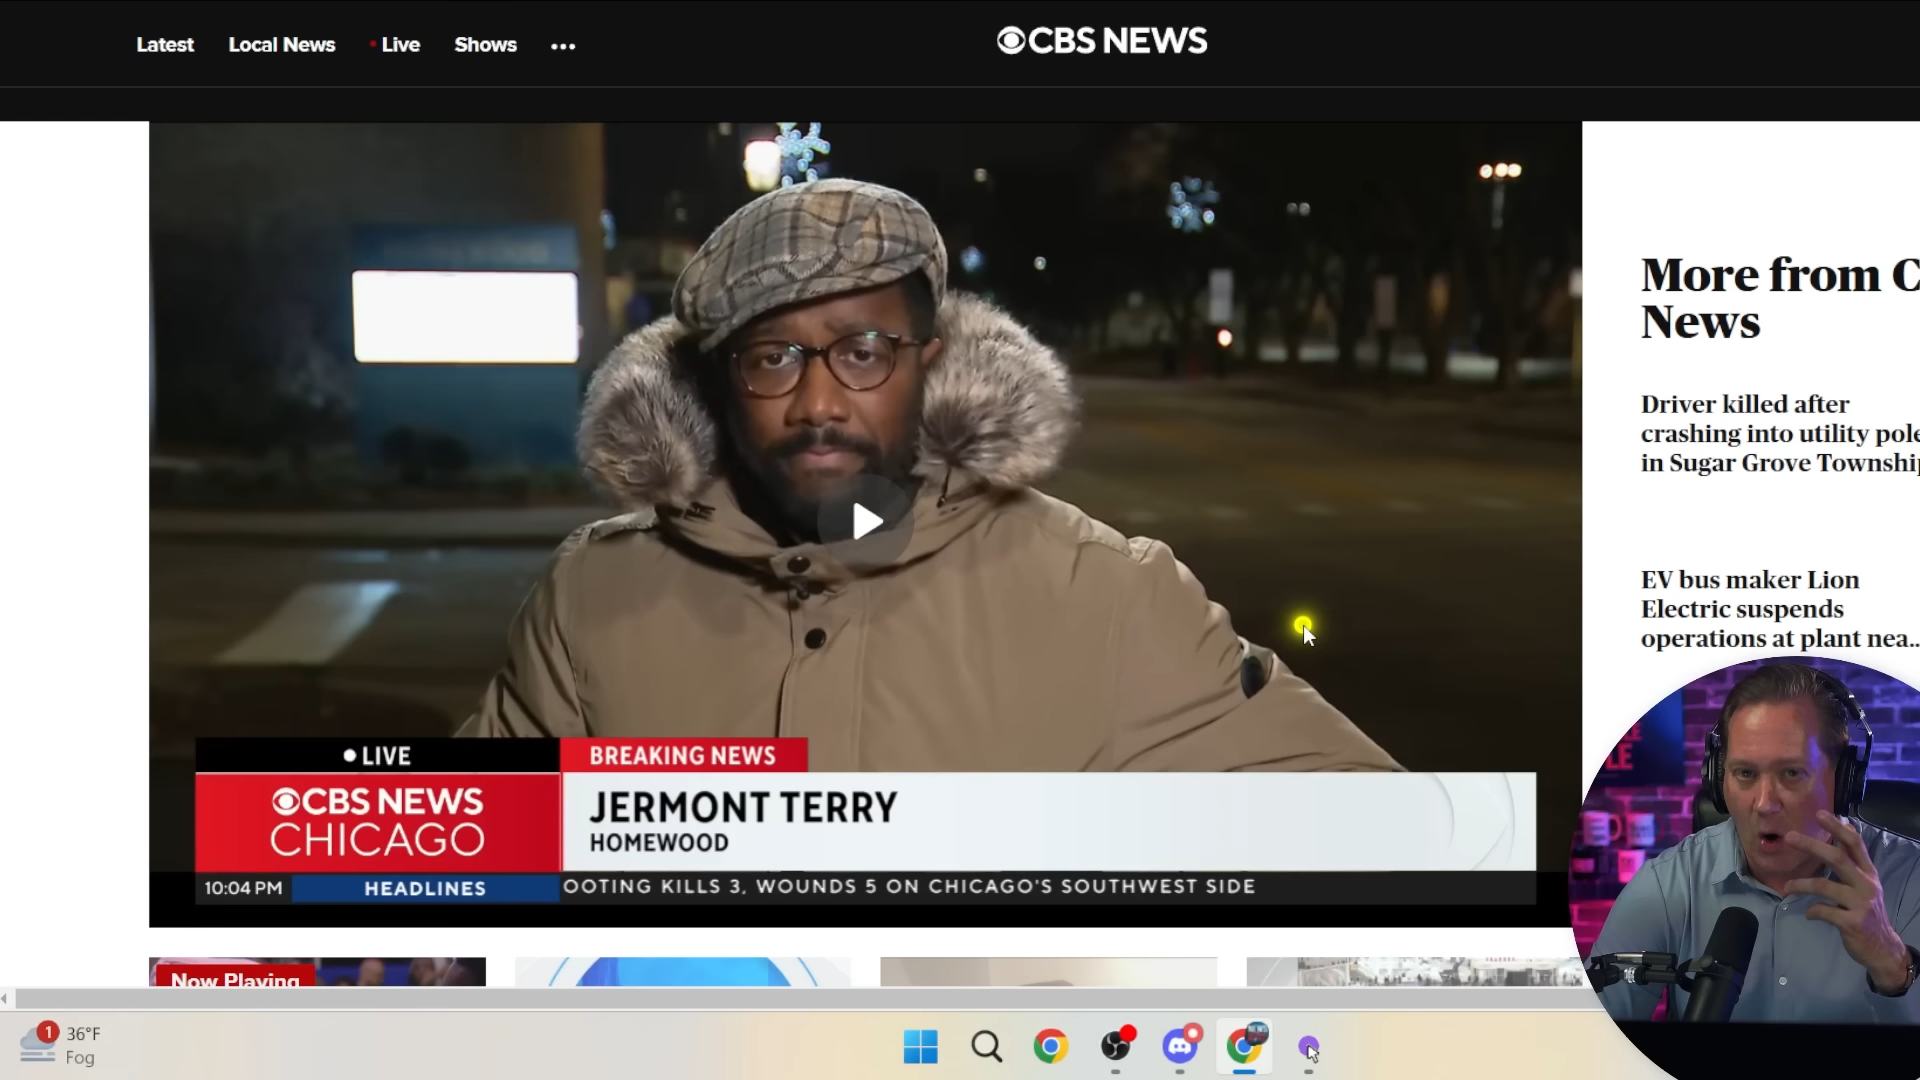 Latest
Local News
Live
Shows
CBS NEWS
More from C
News
Driver killed after
crashing into utility pole
in Sugar Grove Township
EV bus maker Lion
Electric suspends
operations at plant nea...
LIVE
BREAKING NEWS
CBS NEWS
CHICAGO
JERMONT TERRY
HOMEWOOD
10:04 PM
HEADLINES
OOTING KILLS 3, WOUNDS 5 ON CHICAGO'S SOUTHWEST SIDE
Now Playing
1
36°F
Fog